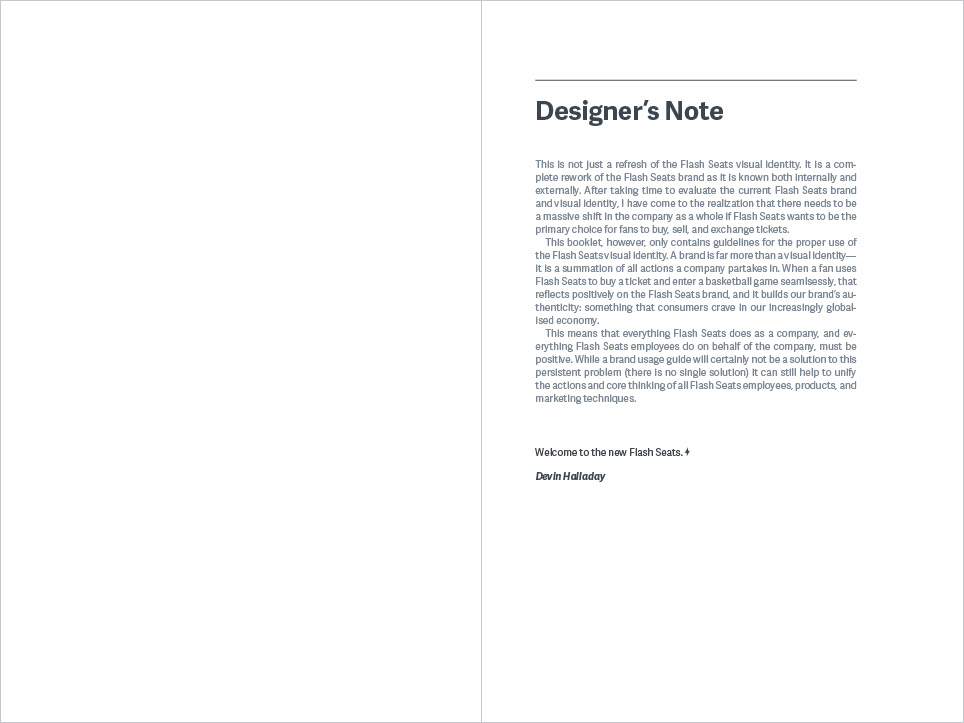 Designer’s Note
This is not just a refresh of the Flash Seats visual identity. It is a com-
plete rework of the Flash Seats brand as it is known both internally and
externally. After taking time to evaluate the current Flash Seats brand
and visual identity, I have come to the realization that there needs to be
a massive shift in the company as a whole if Flash Seats wants to be the
primary choice for fans to buy, sell, and exchange tickets.
This booklet, however, only contains guidelines for the proper use of
the Flash Seats visual identity. A brand is far more than a visual identity—
it is a summation of all actions a company partakes in. When a fan uses
Flash Seats to buy a ticket and enter a basketball game seamlessly, that
reflects positively on the Flash Seats brand, and it builds our brand’s au-
thenticity: something that consumers crave in our increasingly global-
ised economy.
This means that everything Flash Seats does as a company, and ev-
erything Flash Seats employees do on behalf of the company, must be
positive. While a brand usage guide will certainly not be a solution to this
persistent problem (there is no single solution) it can still help to unify
the actions and core thinking of all Flash Seats employees, products, and
marketing techniques.
Welcome to the new Flash Seats.
Devin Halladay